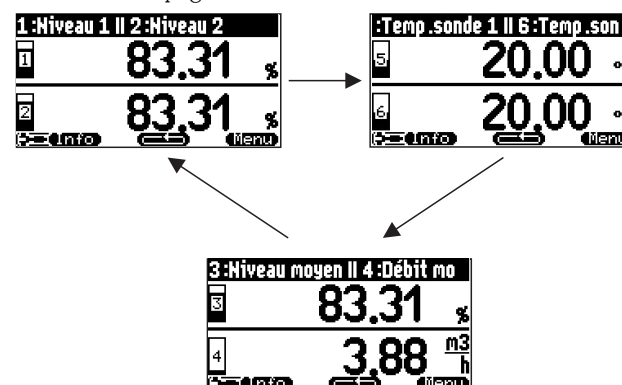 1:Niveau 1 II 2:Niveau 2
1 83.31 %
2 83.31 %
Info Menu
:Temp.sonde 1 II 6:Temp.son
5 20.00 °
6 20.00 °
Info Menu
3:Niveau moyen II 4:Débit mo
3 83.31 %
4 3.88 m3
h
Info Menu